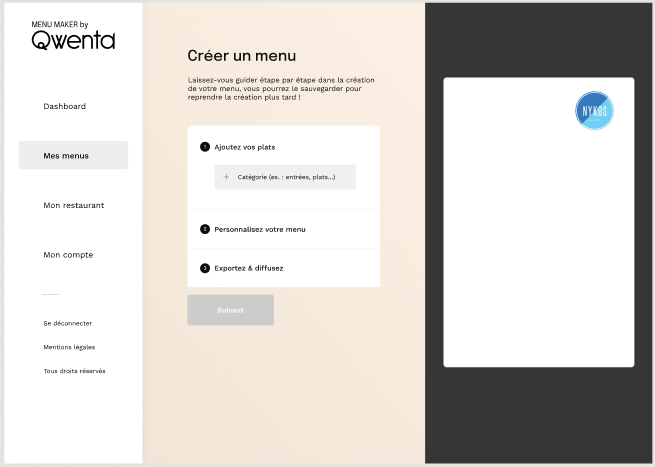 MENU MAKER by
Qwenta
Dashboard
Mes menus
Mon restaurant
Mon compte
Se déconnecter
Mentions légales
Tous droits réservés
Créer un menu
Laissez-vous guider étape par étape dans la création
de votre menu, vous pourrez le sauvegarder pour
reprendre la création plus tard !
1 Ajoutez vos plats
+ Catégorie (ex. : entrées, plats...)
2 Personnalisez votre menu
3 Exportez & diffusez
Suivant
NYKOS